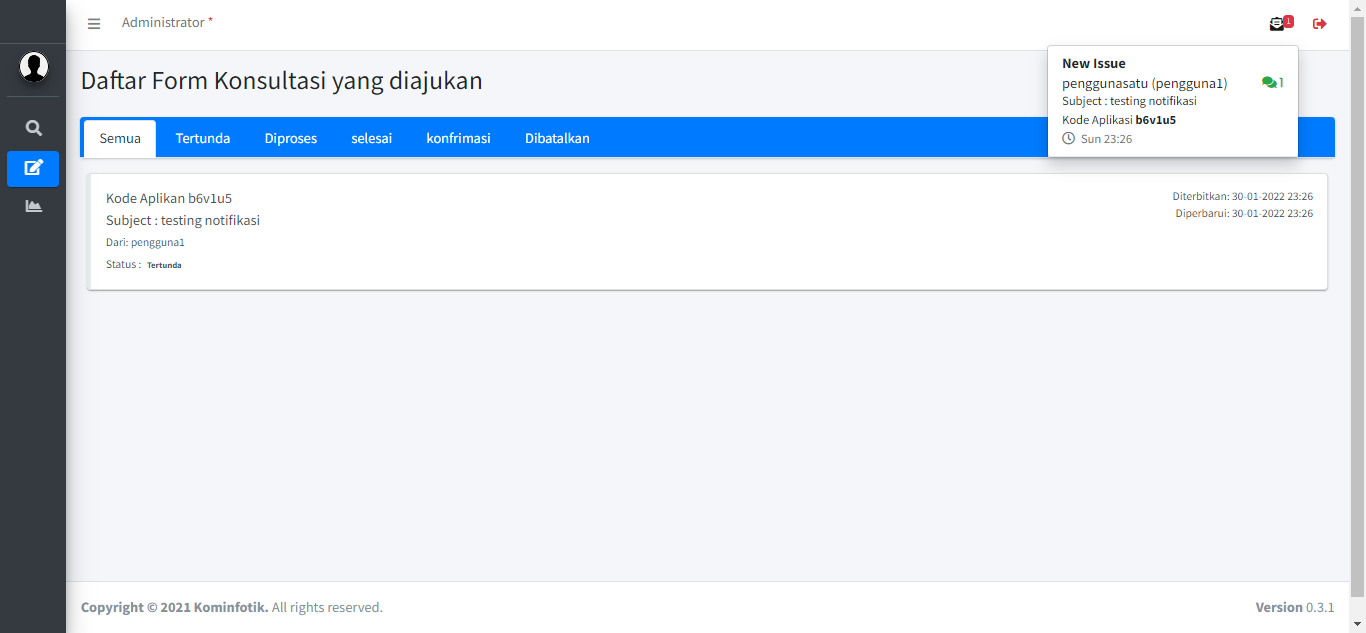 Administrator *
1
New Issue
penggunasatu (pengguna1) 1
Subject : testing notifikasi
Kode Aplikasi b6v1u5
Sun 23:26
Daftar Form Konsultasi yang diajukan
Semua Tertunda Diproses selesai konfrimasi Dibatalkan
Kode Aplikan b6v1u5
Subject : testing notifikasi
Dari: pengguna1
Status : Tertunda
Diterbitkan: 30-01-2022 23:26
Diperbarui: 30-01-2022 23:26
Copyright © 2021 Kominfotik. All rights reserved.
Version 0.3.1